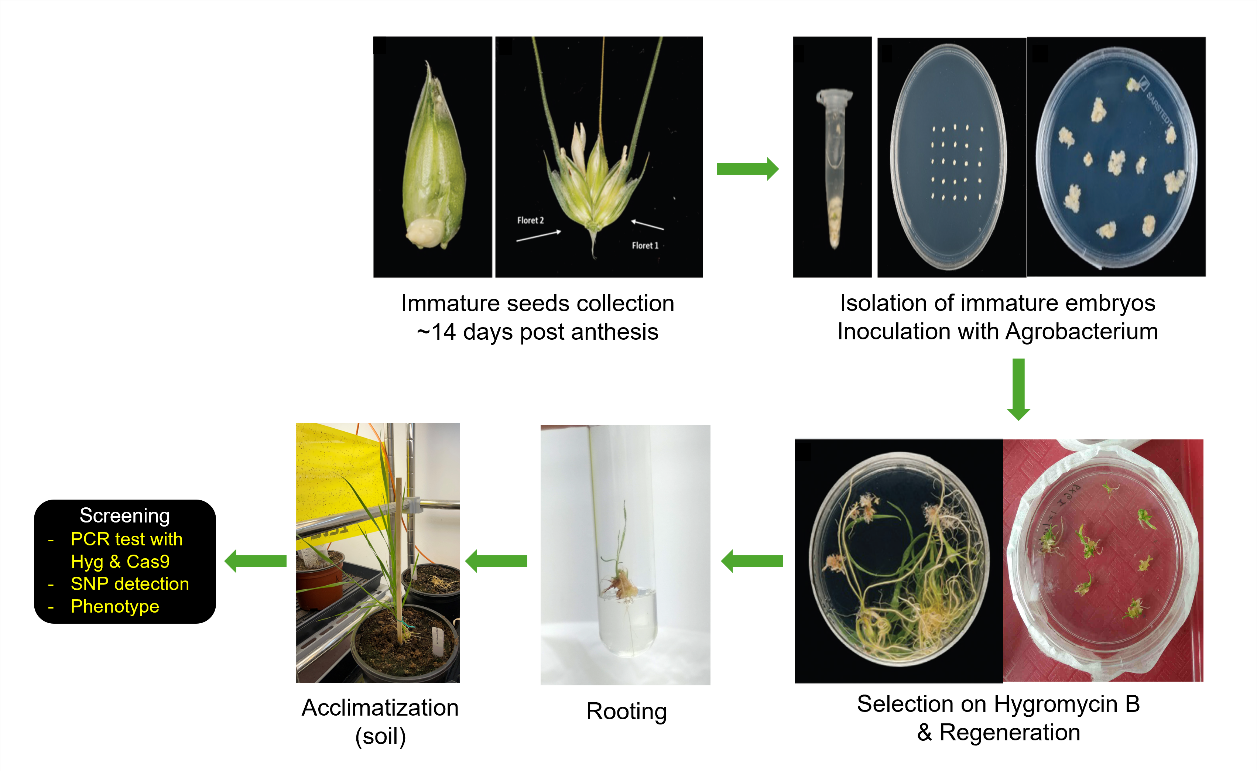 Floret 2
Floret 1
SARSTEDT
Immature seeds collection
~14 days post anthesis
Isolation of immature embryos
Inoculation with Agrobacterium
Selection on Hygromycin B
& Regeneration
Rooting
Acclimatization
(soil)
Screening
- PCR test with
Hyg & Cas9
- SNP detection
- Phenotype